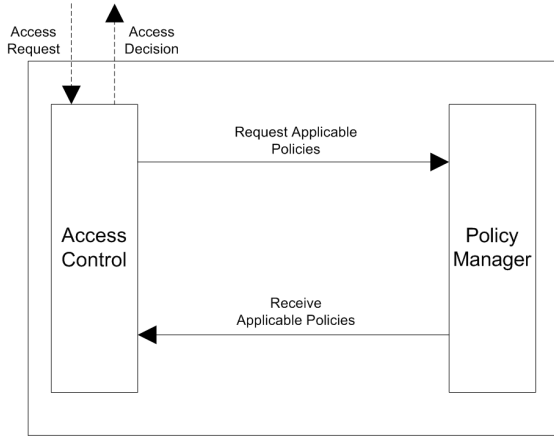 Access
Request
Access
Decision
Request Applicable
Policies
Access
Control
Policy
Manager
Receive
Applicable Policies